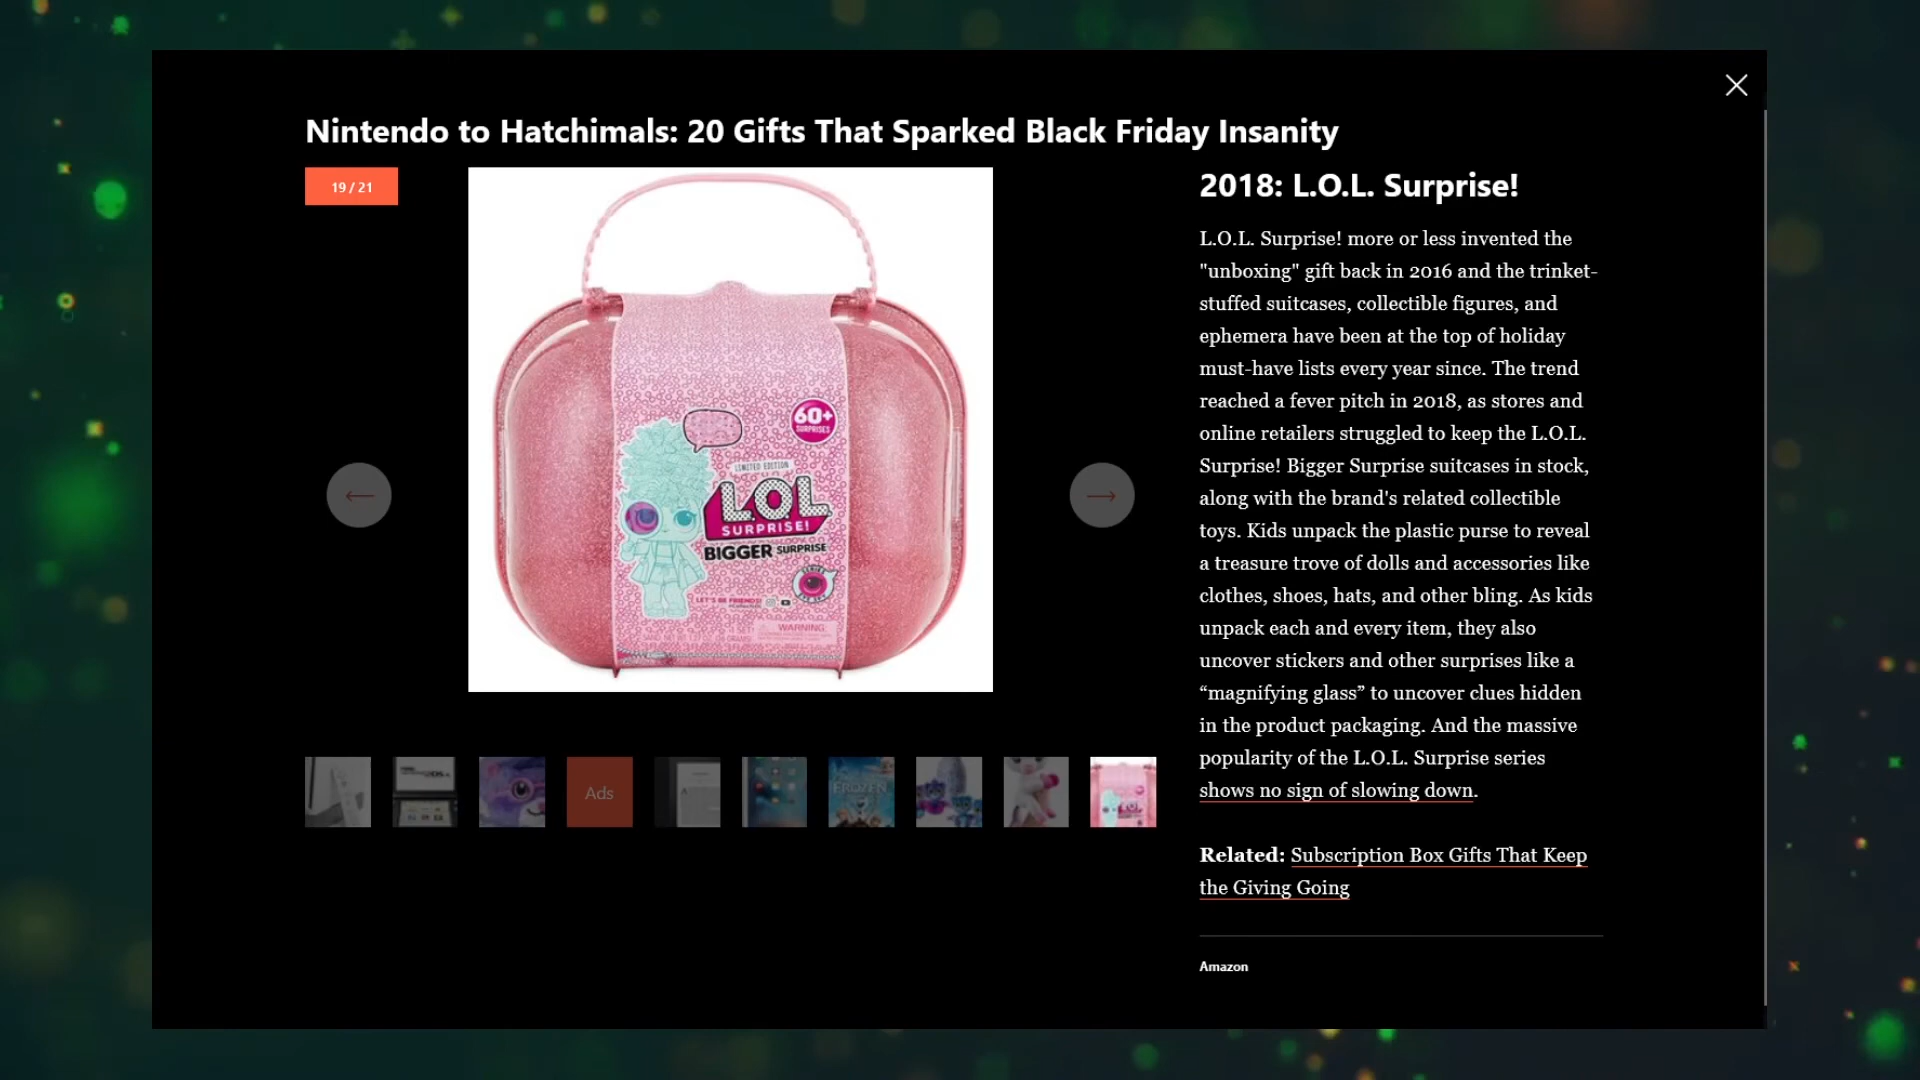 Nintendo to Hatchimals: 20 Gifts That Sparked Black Friday Insanity
19 / 21
60+
SURPRISES
LIMITED EDITION
L.O.L.
SURPRISE!
BIGGER SURPRISE
LET'S BE FRIENDS!
WARNING
Ads
FROZEN
2018: L.O.L. Surprise!
L.O.L. Surprise! more or less invented the
"unboxing" gift back in 2016 and the trinket-
stuffed suitcases, collectible figures, and
ephemera have been at the top of holiday
must-have lists every year since. The trend
reached a fever pitch in 2018, as stores and
online retailers struggled to keep the L.O.L.
Surprise! Bigger Surprise suitcases in stock,
along with the brand's related collectible
toys. Kids unpack the plastic purse to reveal
a treasure trove of dolls and accessories like
clothes, shoes, hats, and other bling. As kids
unpack each and every item, they also
uncover stickers and other surprises like a
“magnifying glass” to uncover clues hidden
in the product packaging. And the massive
popularity of the L.O.L. Surprise series
shows no sign of slowing down.
Related: Subscription Box Gifts That Keep
the Giving Going
Amazon